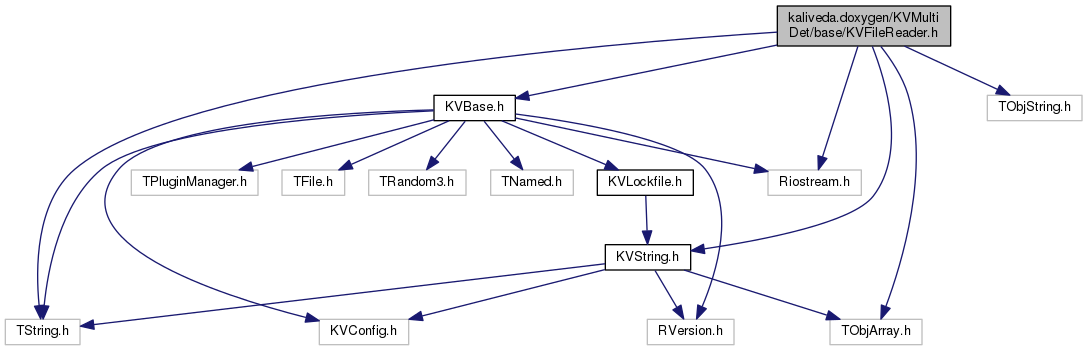 kaliveda.doxygen/KVMulti
Det/base/KVFileReader.h
KVBase.h
TObjString.h
TPluginManager.h
TFile.h
TRandom3.h
TNamed.h
KVLockfile.h
Riostream.h
KVString.h
TString.h
KVConfig.h
RVersion.h
TObjArray.h